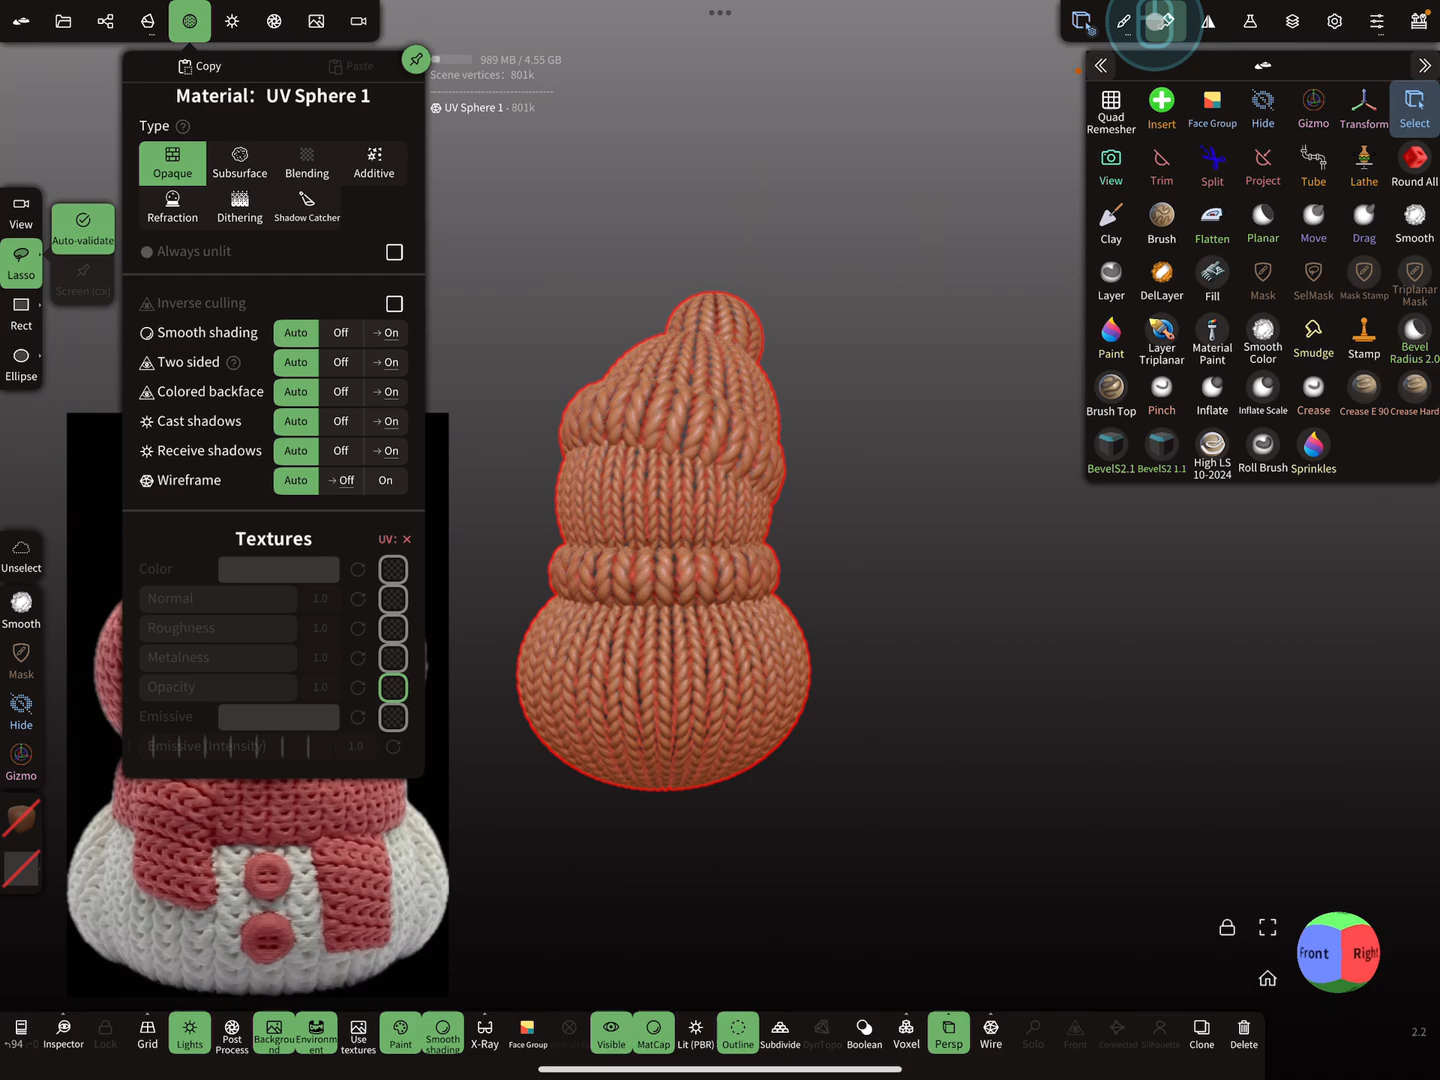 Copy
Paste
Material: UV Sphere 1
Type
Opaque
Subsurface
Blending
Additive
Refraction
Dithering
Shadow Catcher
Always unlit
Inverse culling
Smooth shading Auto Off → On
Two sided Auto Off → On
Colored backface Auto Off → On
Cast shadows Auto Off → On
Receive shadows Auto Off → On
Wireframe Auto → Off On
Textures UV: ×
Color
Normal 1.0
Roughness 1.0
Metalness 1.0
Opacity 1.0
Emissive
Emissive (Intensity) 1.0
989 MB / 4.55 GB
Scene vertices: 801k
UV Sphere 1 - 801k
View
Lasso
Rect
Ellipse
Auto-validate
Screen
Unselect
Smooth
Mask
Hide
Gizmo
Quad Remesher
Insert
Face Group
Hide
Gizmo
Transform
Select
View
Trim
Split
Project
Tube
Lathe
Round All
Clay
Brush
Flatten
Planar
Move
Drag
Smooth
Layer
DelLayer
Fill
Mask
SelMask
Mask Stamp
Triplanar Mask
Paint
Layer Triplanar
Material Paint
Smooth Color
Smudge
Stamp
Bevel Radius 2.0
Brush Top
Pinch
Inflate
Inflate Scale
Crease
Crease E 90
Crease Hard
BevelS2.1
BevelS2 1.1
High LS 10-2024
Roll Brush
Sprinkles
Front
Right
2.2
Inspector
Lock
Grid
Lights
Post Process
Background
Environment
Use textures
Paint
Smooth shading
X-Ray
Face Group
Visible
MatCap
Lit (PBR)
Outline
Subdivide
DynTopo
Boolean
Voxel
Persp
Wire
Solo
Front
Connected
Silhouette
Clone
Delete